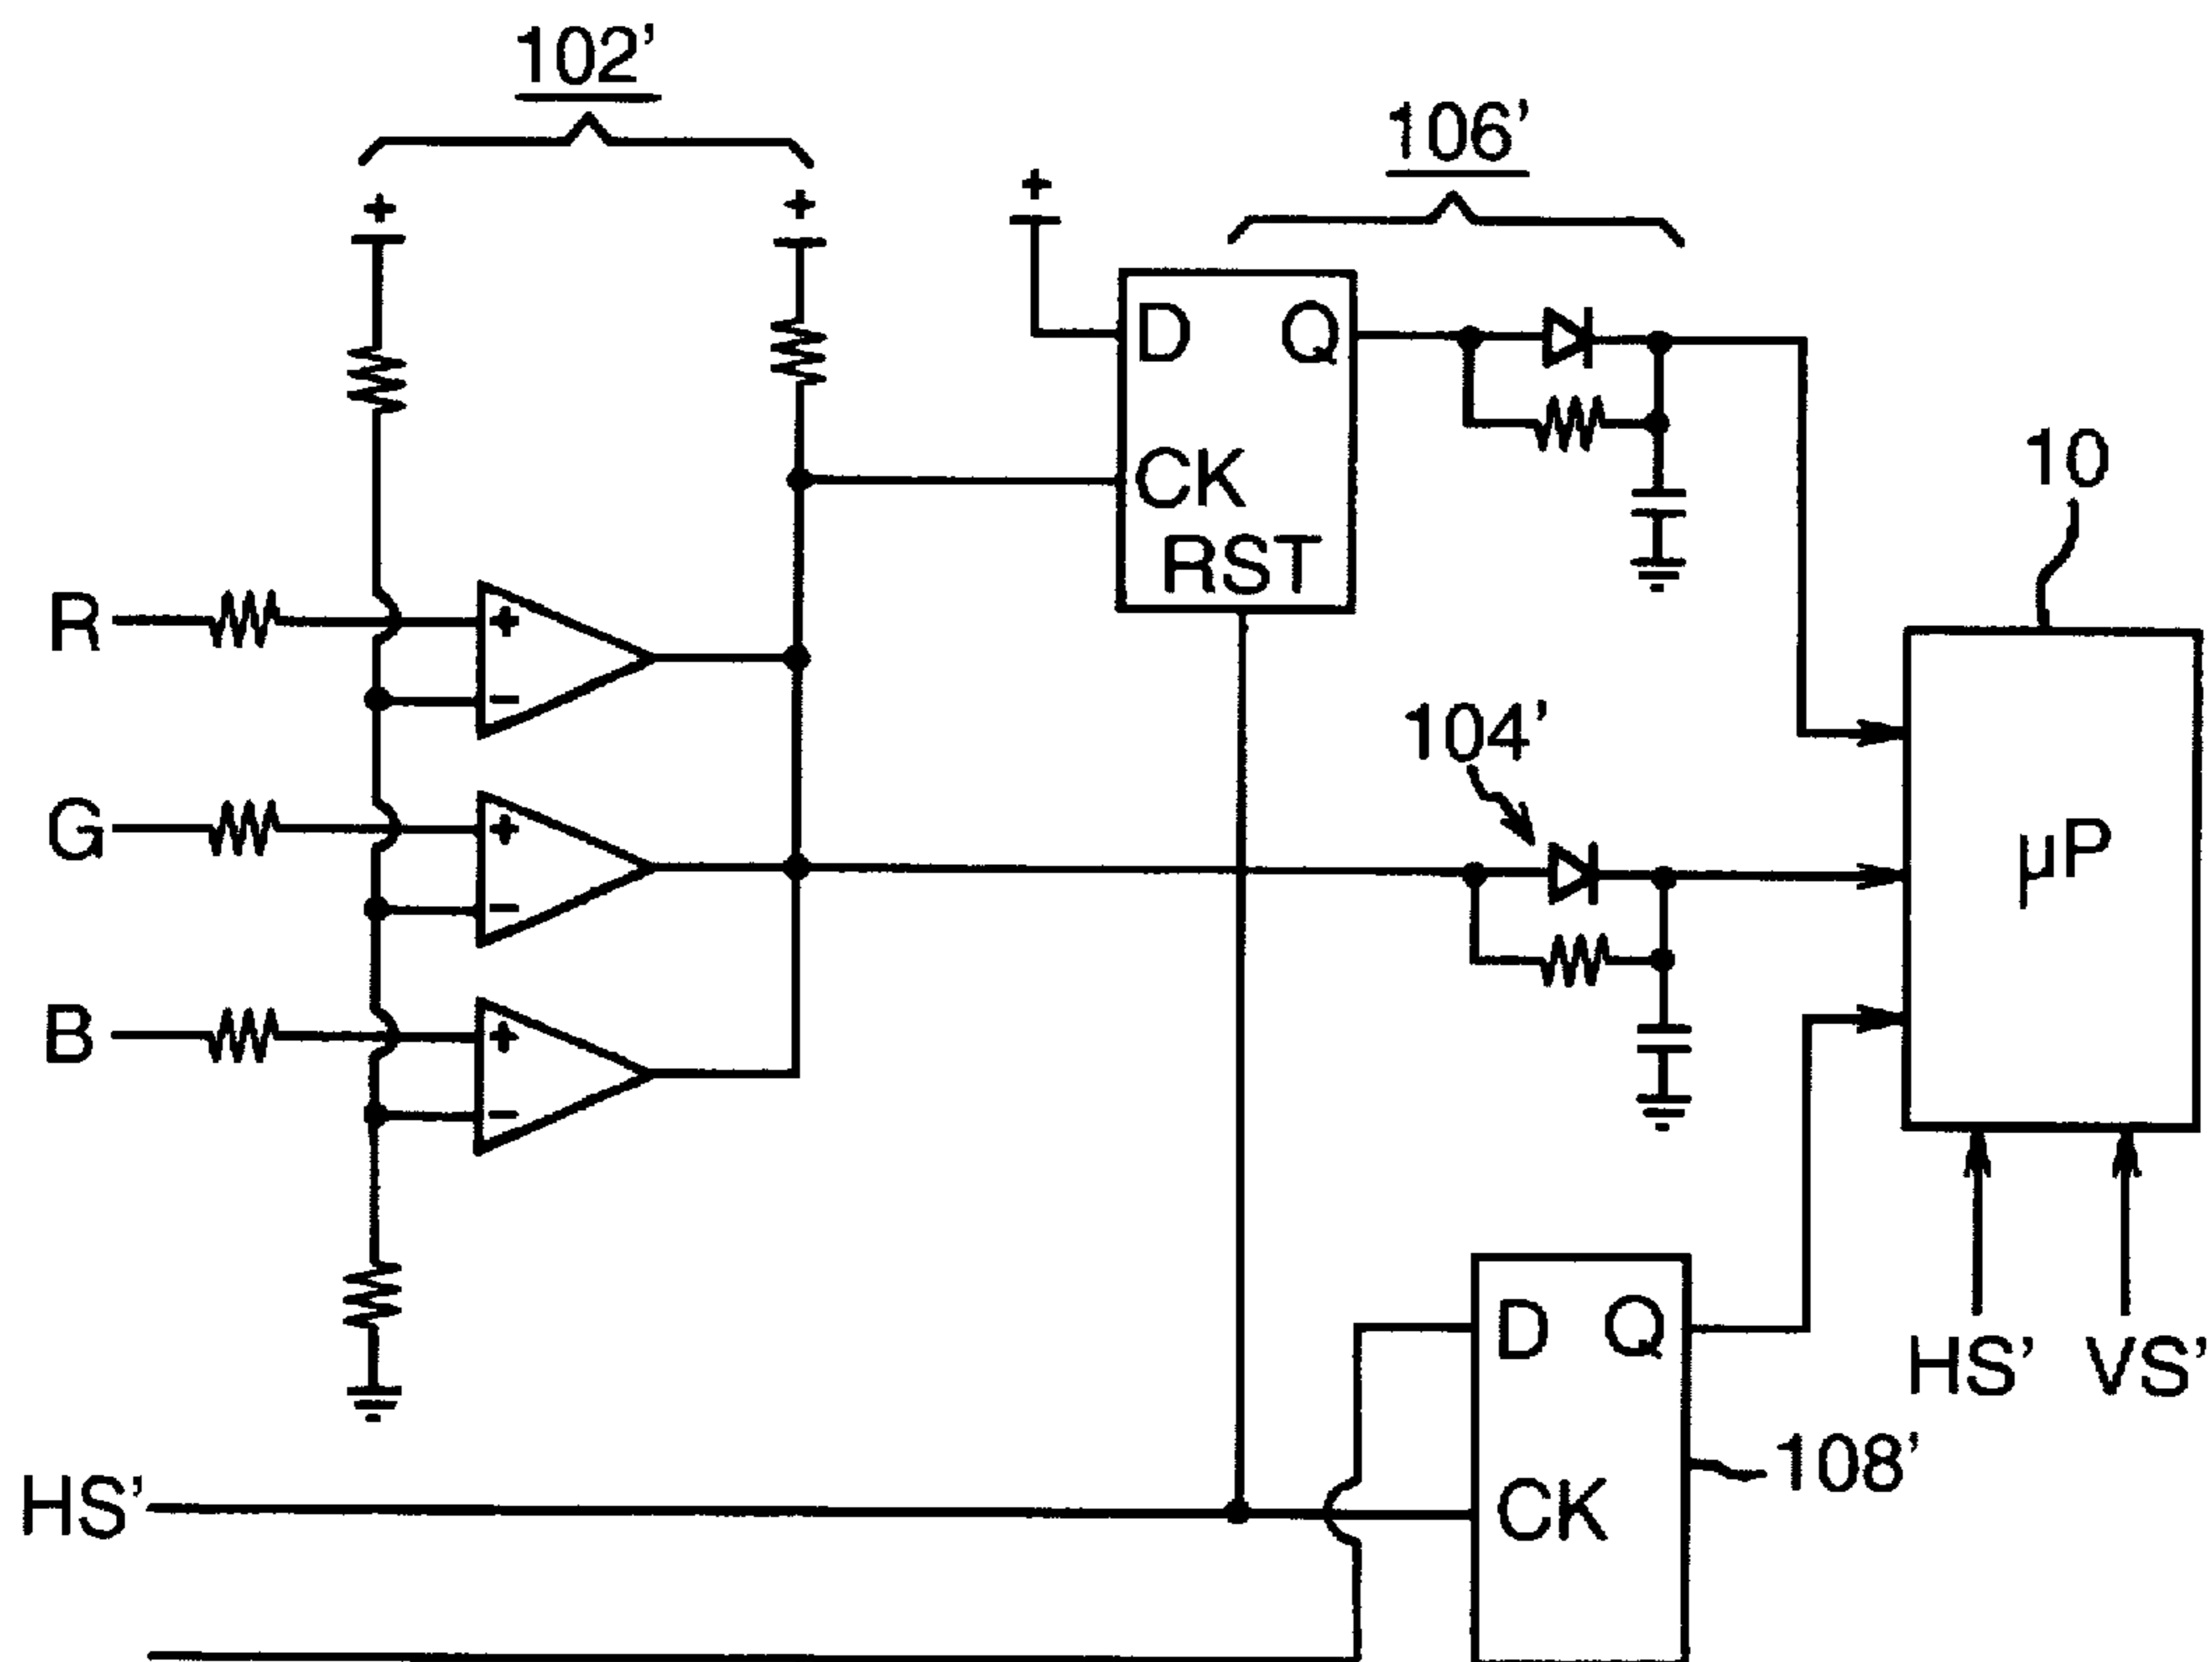 102’
106’
+
+
+
D Q
CK
RST
10
R
+
−
104’
G
+
−
µP
B
+
−
D Q
HS’ VS’
108’
HS’
CK